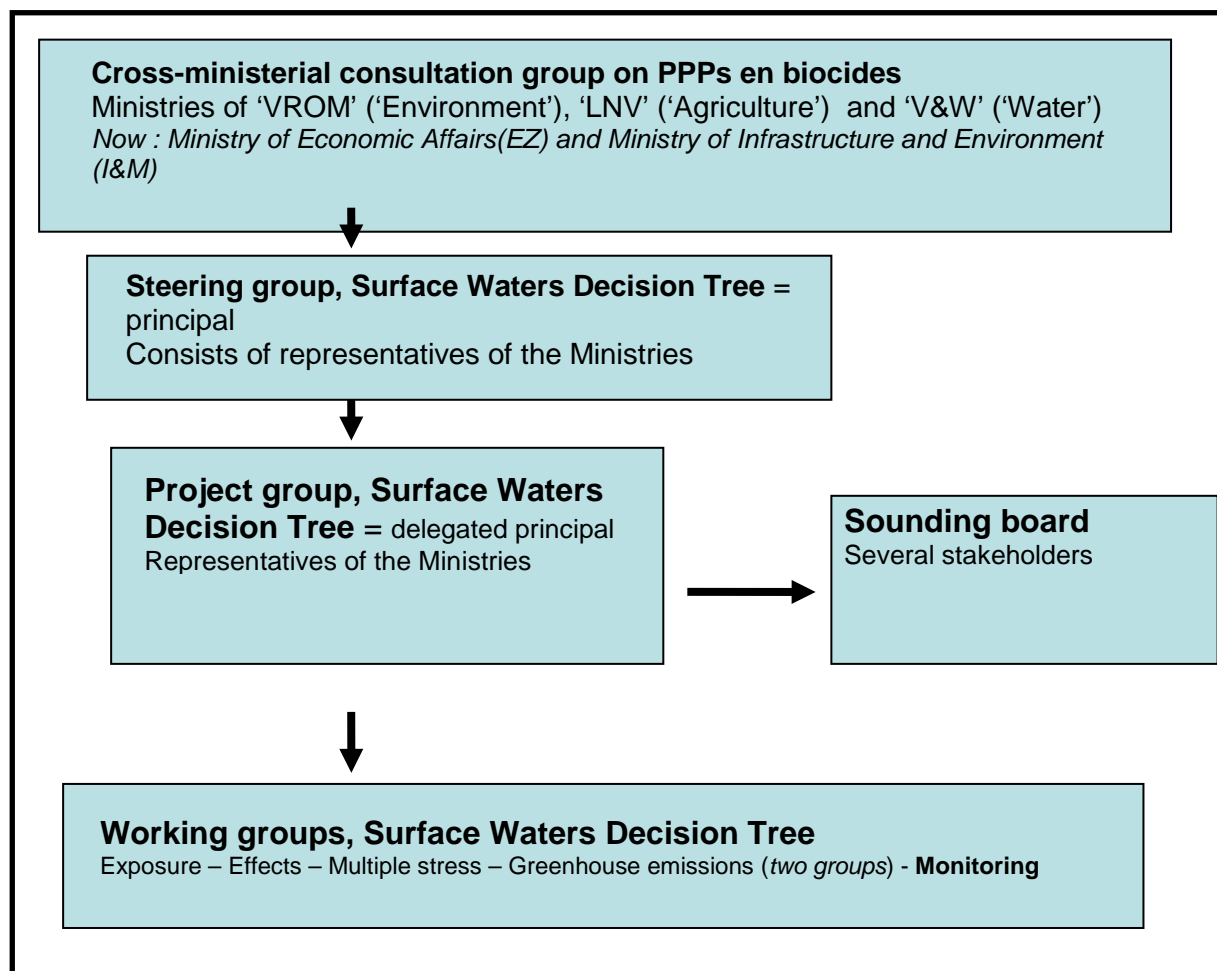 Cross-ministerial consultation group on PPPs en biocides
Ministries of ‘VROM’ (‘Environment’), ‘LNV’ (‘Agriculture’) and ‘V&W’ (‘Water’)
Now : Ministry of Economic Affairs(EZ) and Ministry of Infrastructure and Environment
(I&M)
Steering group, Surface Waters Decision Tree =
principal
Consists of representatives of the Ministries
Project group, Surface Waters
Decision Tree = delegated principal
Representatives of the Ministries
Sounding board
Several stakeholders
Working groups, Surface Waters Decision Tree
Exposure – Effects – Multiple stress – Greenhouse emissions (two groups) - Monitoring